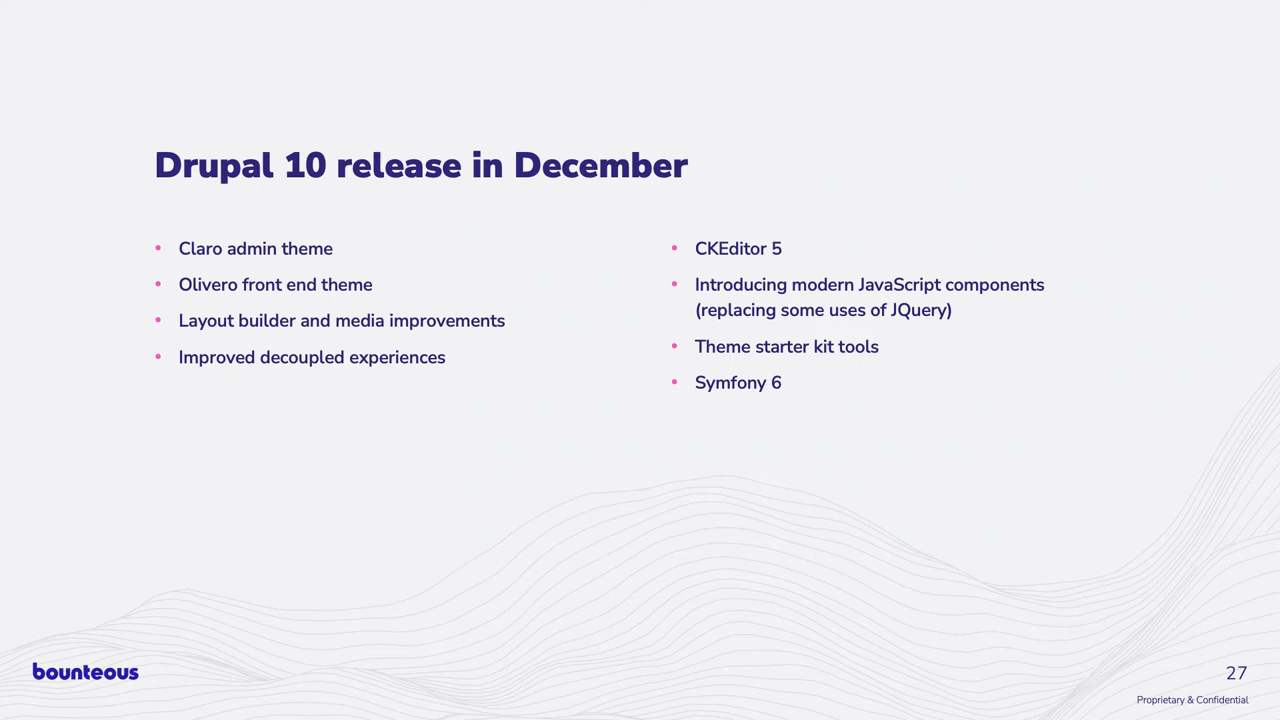 Drupal 10 release in December
• Claro admin theme
• Olivero front end theme
• Layout builder and media improvements
• Improved decoupled experiences
• CKEditor 5
• Introducing modern JavaScript components
(replacing some uses of JQuery)
• Theme starter kit tools
• Symfony 6
bounteous
27
Proprietary & Confidential